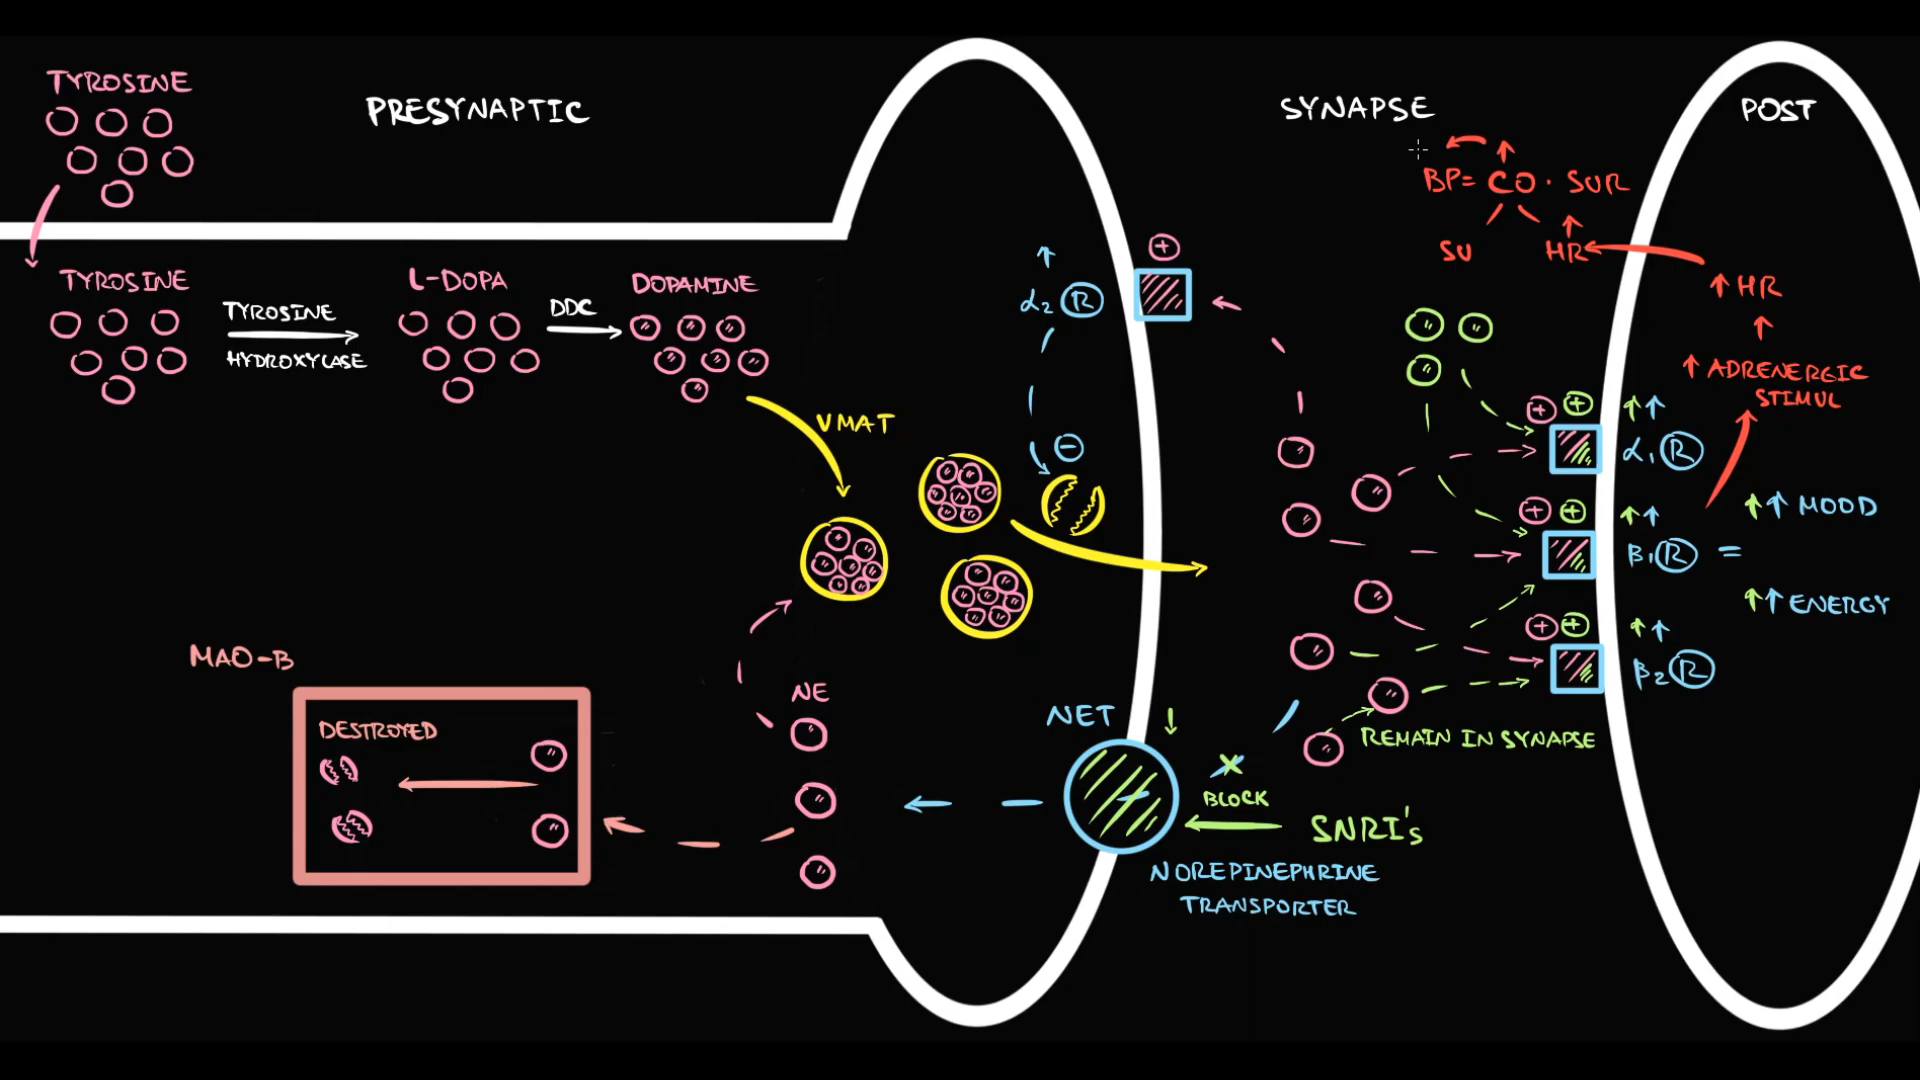 TYROSINE
PRESYNAPTIC
SYNAPSE
POST
BP= CO · SVR
SV
HR
↑ HR
↑ ADRENERGIC
STIMUL
TYROSINE
TYROSINE
HYDROXYLASE
L-DOPA
DDC
DOPAMINE
VMAT
α2 R
α1 R
β1 R =
β2 R
↑↑ MOOD
↑↑ ENERGY
MAO-B
DESTROYED
NE
NET
REMAIN IN SYNAPSE
BLOCK
SNRI's
NOREPINEPHRINE
TRANSPORTER